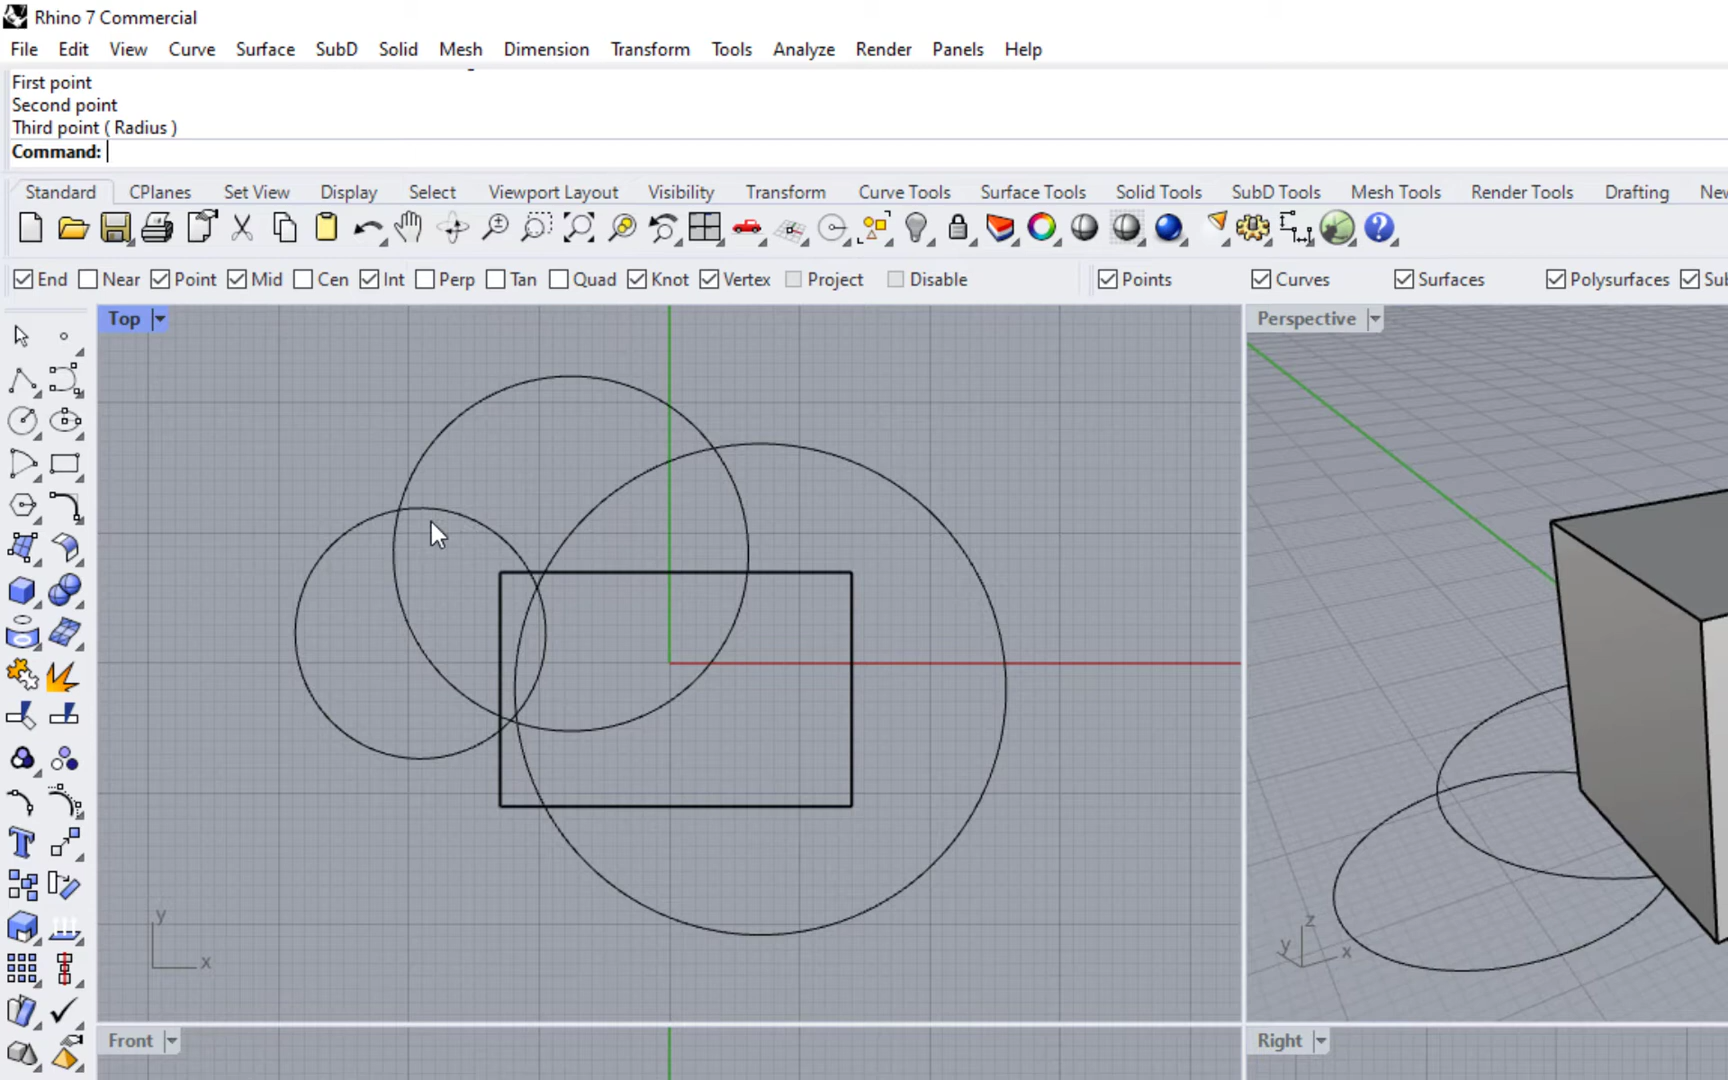 Rhino 7 Commercial
File Edit View Curve Surface SubD Solid Mesh Dimension Transform Tools Analyze Render Panels Help
First point
Second point
Third point ( Radius )
Command:
Standard CPlanes Set View Display Select Viewport Layout Visibility Transform Curve Tools Surface Tools Solid Tools SubD Tools Mesh Tools Render Tools Drafting
End Near Point Mid Cen Int Perp Tan Quad Knot Vertex Project Disable Points Curves Surfaces Polysurfaces
Top Perspective
y
x
z
y x
Front Right